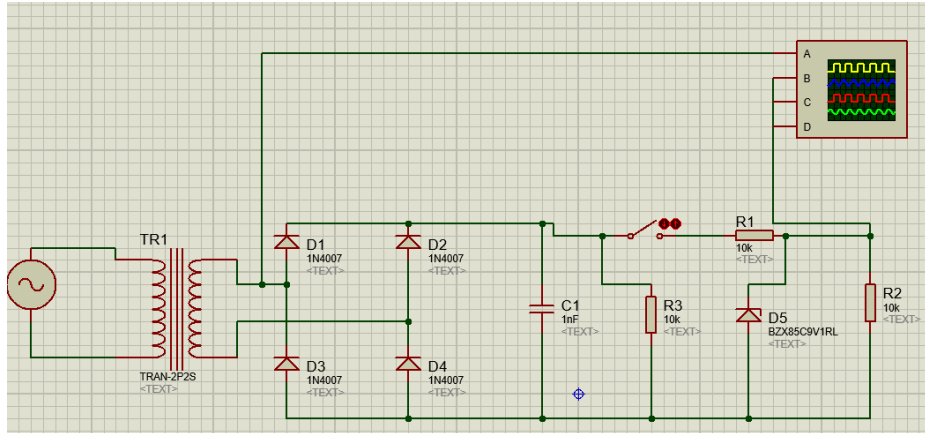 A
B
C
D
TR1
TRAN-2P2S
<TEXT>
D1
1N4007
<TEXT>
D2
1N4007
<TEXT>
D3
1N4007
<TEXT>
D4
1N4007
<TEXT>
C1
1nF
<TEXT>
R3
10k
<TEXT>
R1
10k
<TEXT>
D5
BZX85C9V1RL
<TEXT>
R2
10k
<TEXT>